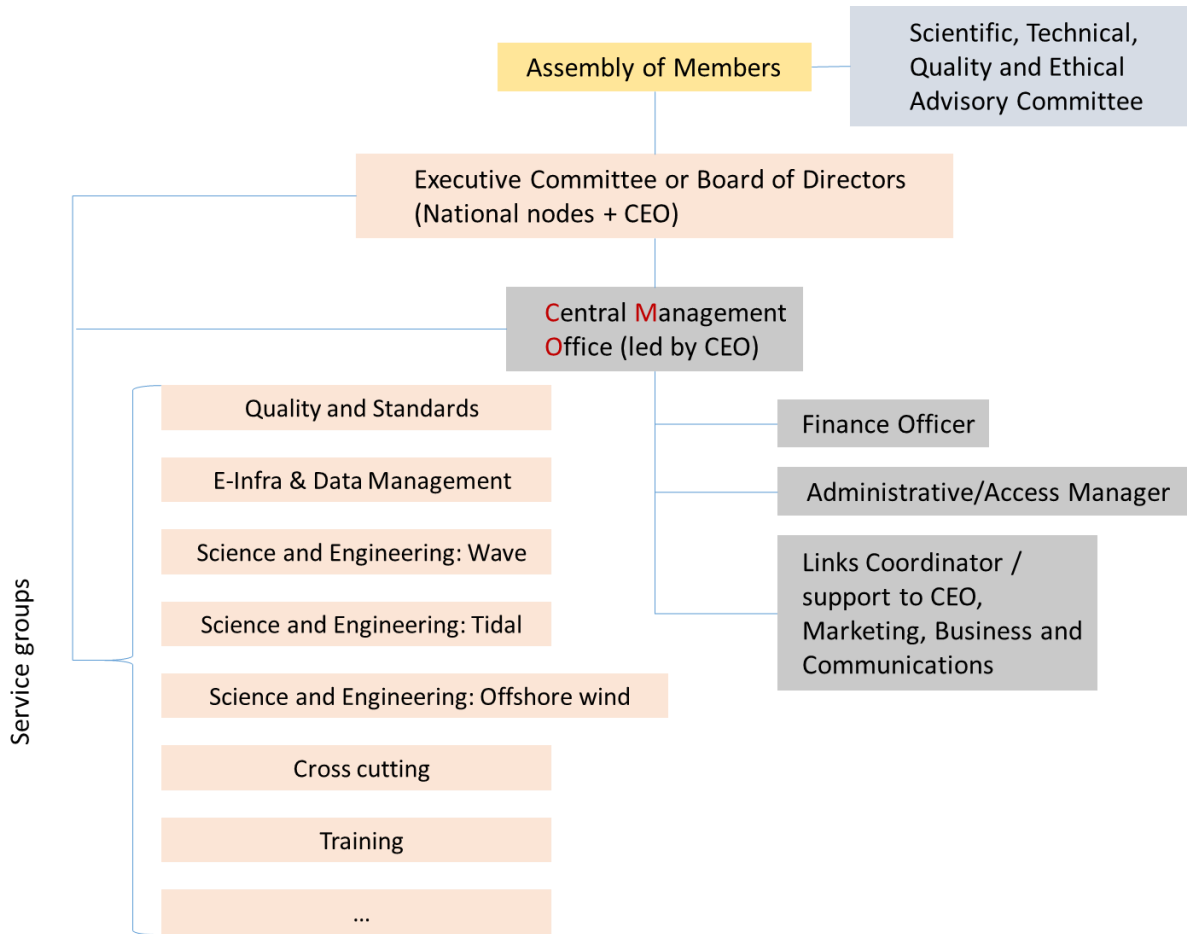 Assembly of Members
Scientific, Technical,
Quality and Ethical
Advisory Committee
Executive Committee or Board of Directors
(National nodes + CEO)
Central Management
Office (led by CEO)
Finance Officer
Administrative/Access Manager
Links Coordinator /
support to CEO,
Marketing, Business and
Communications
Service groups
Quality and Standards
E-Infra & Data Management
Science and Engineering: Wave
Science and Engineering: Tidal
Science and Engineering: Offshore wind
Cross cutting
Training
...